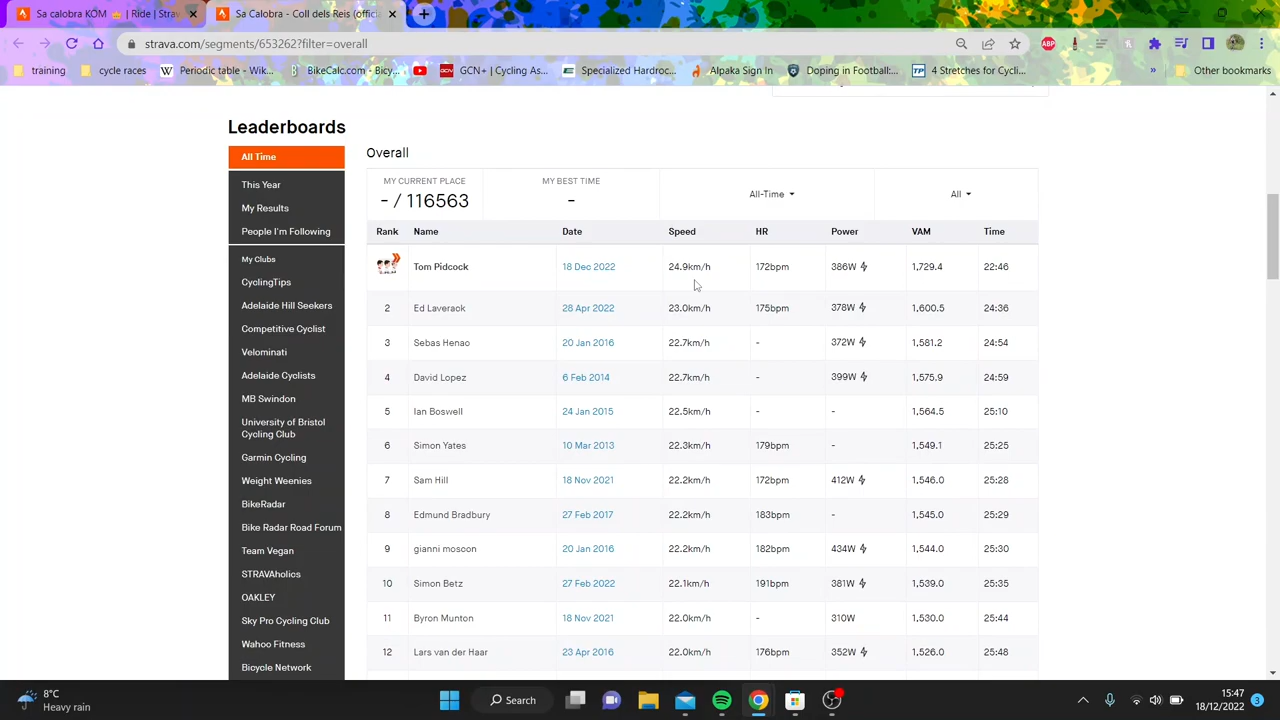 Sa Calobra KOM 👑 | Ride | Strava
Sa Calobra - Coll dels Reis (offici
strava.com/segments/653262?filter=overall
training
cycle races
Periodic table - Wik...
BikeCalc.com - Bicy...
GCN+ | Cycling As...
Specialized Hardroc...
Alpaka Sign In
Doping in Football:...
4 Stretches for Cycli...
»
Other bookmarks
Leaderboards
All Time
This Year
My Results
People I'm Following
My Clubs
CyclingTips
Adelaide Hill Seekers
Competitive Cyclist
Velominati
Adelaide Cyclists
MB Swindon
University of Bristol
Cycling Club
Garmin Cycling
Weight Weenies
BikeRadar
Bike Radar Road Forum
Team Vegan
STRAVAholics
OAKLEY
Sky Pro Cycling Club
Wahoo Fitness
Bicycle Network
Overall
MY CURRENT PLACE MY BEST TIME
- / 116563 - All-Time All
Rank Name Date Speed HR Power VAM Time
Tom Pidcock 18 Dec 2022 24.9km/h 172bpm 386W 1,729.4 22:46
2 Ed Laverack 28 Apr 2022 23.0km/h 175bpm 378W 1,600.5 24:36
3 Sebas Henao 20 Jan 2016 22.7km/h - 372W 1,581.2 24:54
4 David Lopez 6 Feb 2014 22.7km/h - 399W 1,575.9 24:59
5 Ian Boswell 24 Jan 2015 22.5km/h - - 1,564.5 25:10
6 Simon Yates 10 Mar 2013 22.3km/h 179bpm - 1,549.1 25:25
7 Sam Hill 18 Nov 2021 22.2km/h 172bpm 412W 1,546.0 25:28
8 Edmund Bradbury 27 Feb 2017 22.2km/h 183bpm - 1,545.0 25:29
9 gianni moscon 20 Jan 2016 22.2km/h 182bpm 434W 1,544.0 25:30
10 Simon Betz 27 Feb 2022 22.1km/h 191bpm 381W 1,539.0 25:35
11 Byron Munton 18 Nov 2021 22.0km/h - 310W 1,530.0 25:44
12 Lars van der Haar 23 Apr 2016 22.0km/h 176bpm 352W 1,526.0 25:48
8°C
Heavy rain
Search
15:47
18/12/2022
3